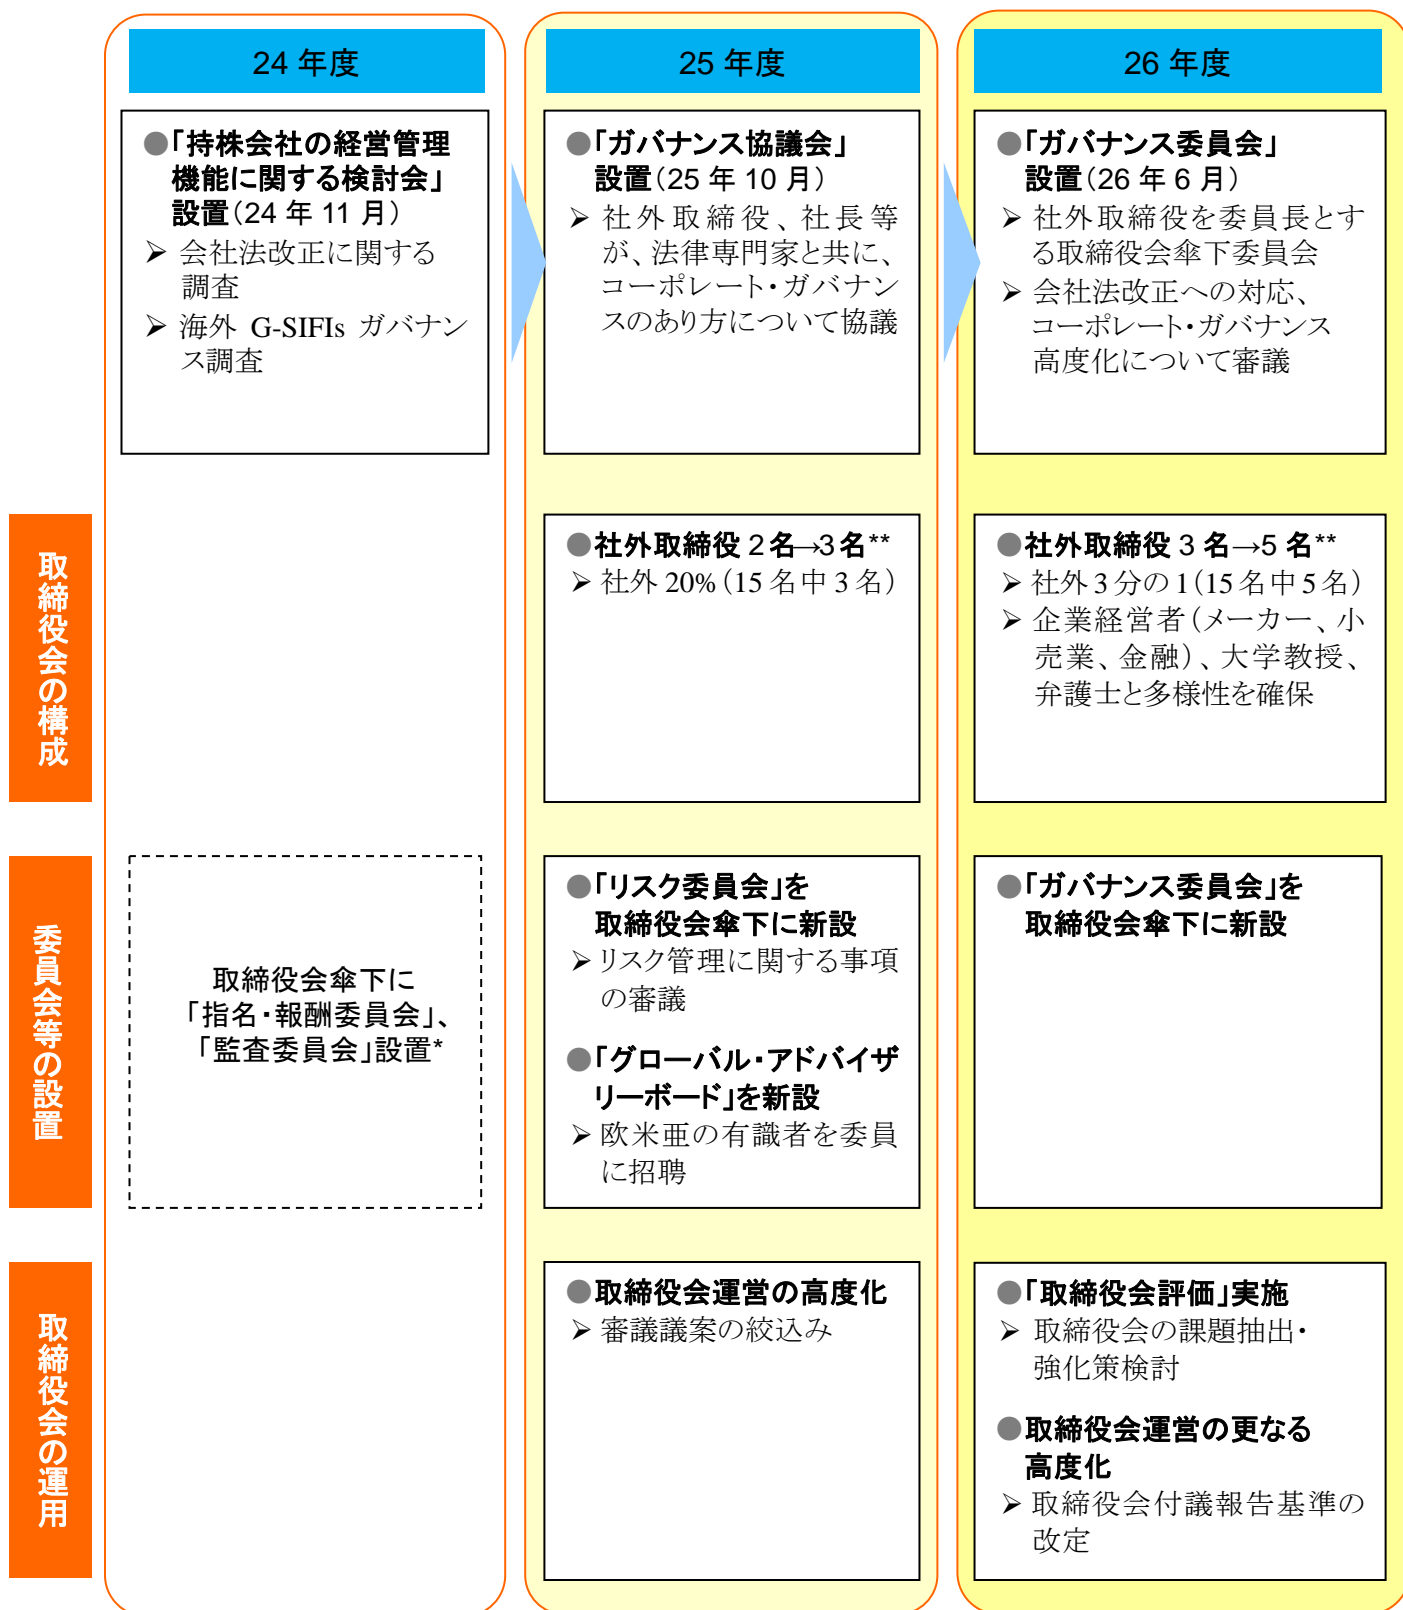 24 年度
25 年度
26 年度
●「持株会社の経営管理
機能に関する検討会」
設置（24 年 11 月）
➢ 会社法改正に関する
調査
➢ 海外 G-SIFIs ガバナン
ス調査
●「ガバナンス協議会」
設置（25 年 10 月）
➢ 社外取締役、社長等
が、法律専門家と共に、
コーポレート・ガバナン
スのあり方について協議
●「ガバナンス委員会」
設置（26 年 6 月）
➢ 社外取締役を委員長とす
る取締役会傘下委員会
➢ 会社法改正への対応、
コーポレート・ガバナンス
高度化について審議
取締役会の構成
●社外取締役 2 名→3 名**
➢ 社外 20%（15 名中 3 名）
●社外取締役 3 名→5 名**
➢ 社外 3 分の 1（15 名中 5 名）
➢ 企業経営者（メーカー、小
売業、金融）、大学教授、
弁護士と多様性を確保
委員会等の設置
取締役会傘下に
「指名・報酬委員会」、
「監査委員会」設置*
●「リスク委員会」を
取締役会傘下に新設
➢ リスク管理に関する事項
の審議
●「グローバル・アドバイザ
リーボード」を新設
➢ 欧米亜の有識者を委員
に招聘
●「ガバナンス委員会」を
取締役会傘下に新設
取締役会の運用
●取締役会運営の高度化
➢ 審議議案の絞込み
●「取締役会評価」実施
➢ 取締役会の課題抽出・
強化策検討
●取締役会運営の更なる
高度化
➢ 取締役会付議報告基準の
改定